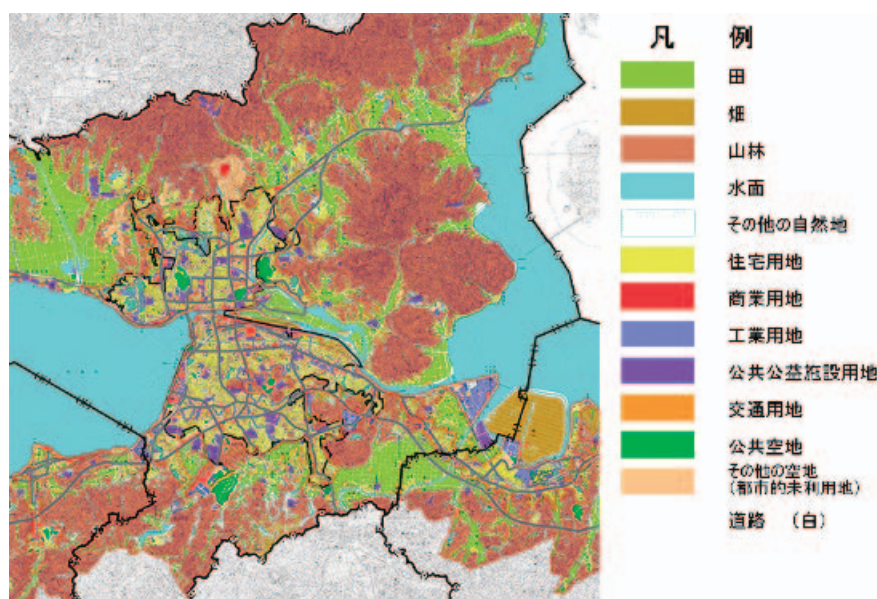 凡 例
田
畑
山林
水面
その他の自然地
住宅用地
商業用地
工業用地
公共公益施設用地
交通用地
公共空地
その他の空地
(都市的未利用地)
道路 (白)